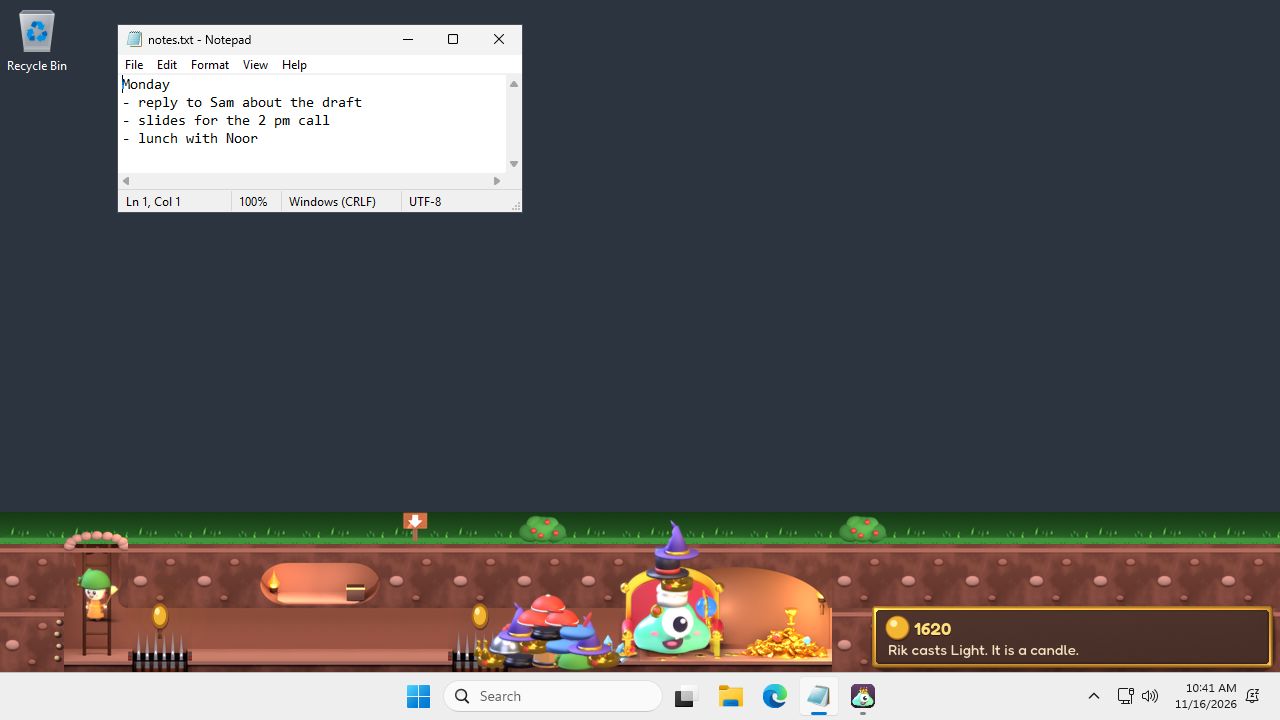 Recycle Bin
notes.txt - Notepad
File Edit Format View Help
Monday
- reply to Sam about the draft
- slides for the 2 pm call
- lunch with Noor
Ln 1, Col 1 100% Windows (CRLF) UTF-8
1620
Rik casts Light. It is a candle.
Search
10:41 AM
11/16/2026